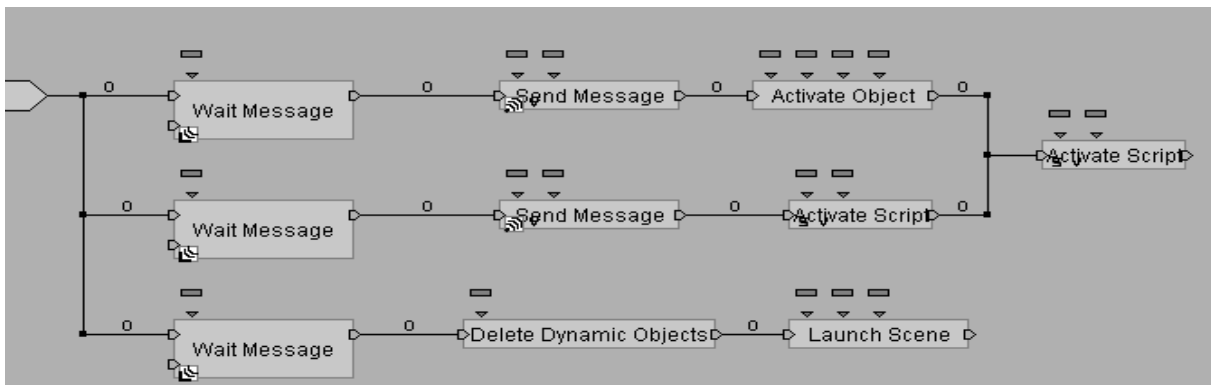 0 0 0 0
Wait Message Send Message Activate Object
Activate Script
0 0 0 0
Wait Message Send Message Activate Script
0 0 0
Wait Message Delete Dynamic Objects Launch Scene